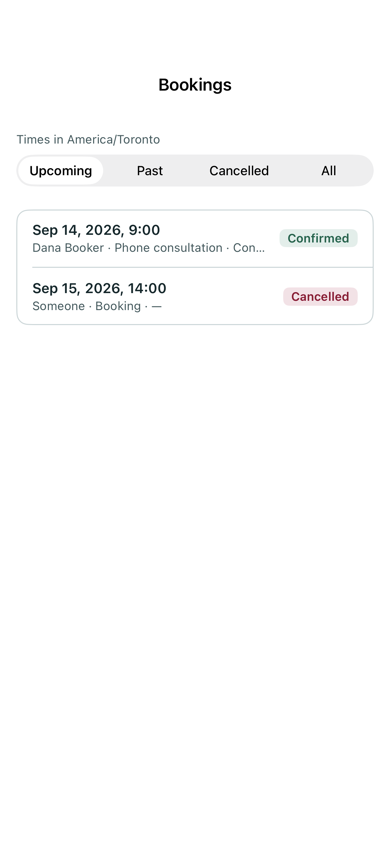 Bookings
Times in America/Toronto
Upcoming Past Cancelled All
Sep 14, 2026, 9:00
Dana Booker · Phone consultation · Con...
Confirmed
Sep 15, 2026, 14:00
Someone · Booking · —
Cancelled